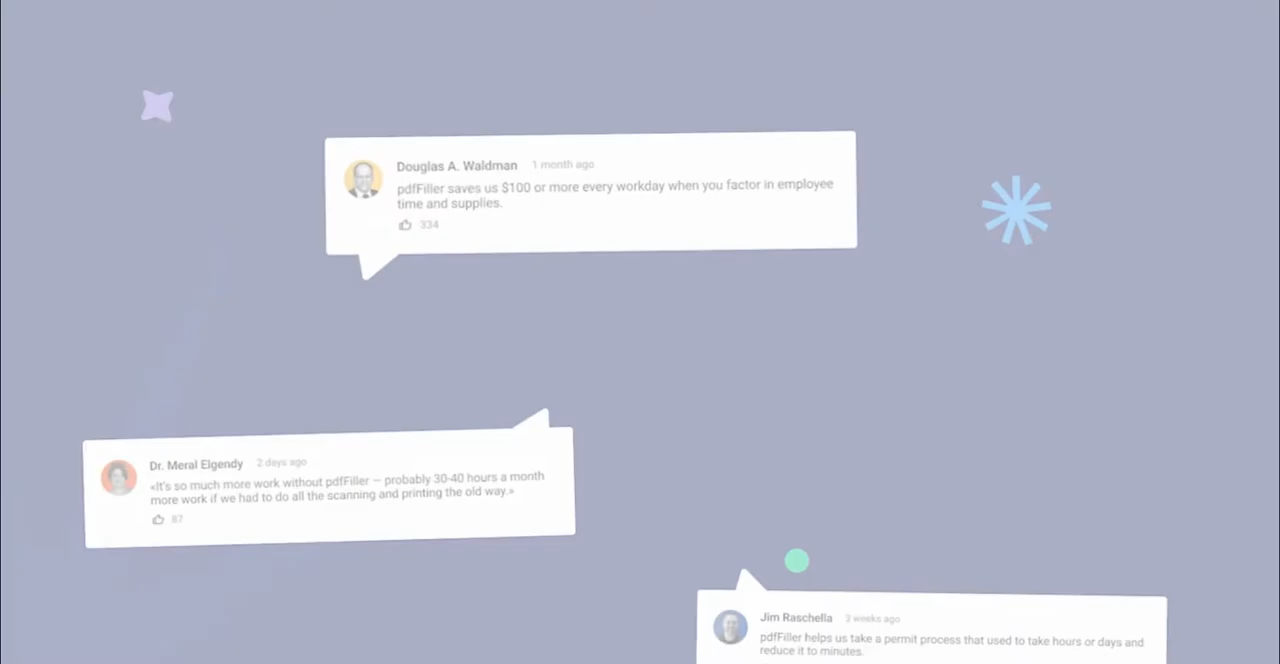 Douglas A. Waldman 1 month ago
pdfFiller saves us $100 or more every workday when you factor in employee
time and supplies.
334
Dr. Meral Elgendy 2 days ago
«It's so much more work without pdfFiller – probably 30-40 hours a month
more work if we had to do all the scanning and printing the old way.»
87
Jim Raschella 3 weeks ago
pdfFiller helps us take a permit process that used to take hours or days and
reduce it to minutes.